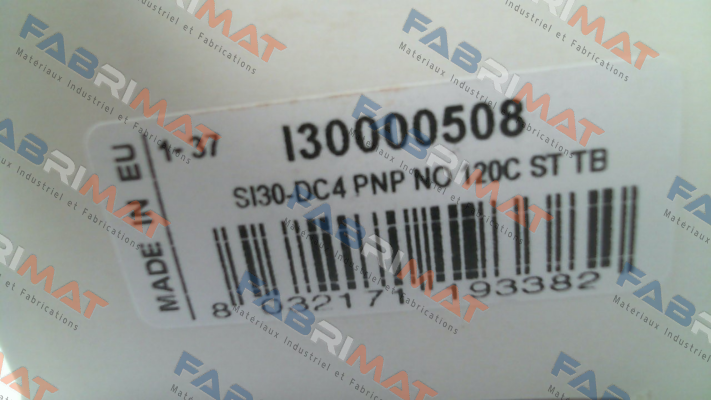 MADE IN EU
1- 37
I30000508
SI30-DC4 PNP NO 120C ST TB
8 032171 193382
FABRIMAT
Materiaux Industriel et Fabrications